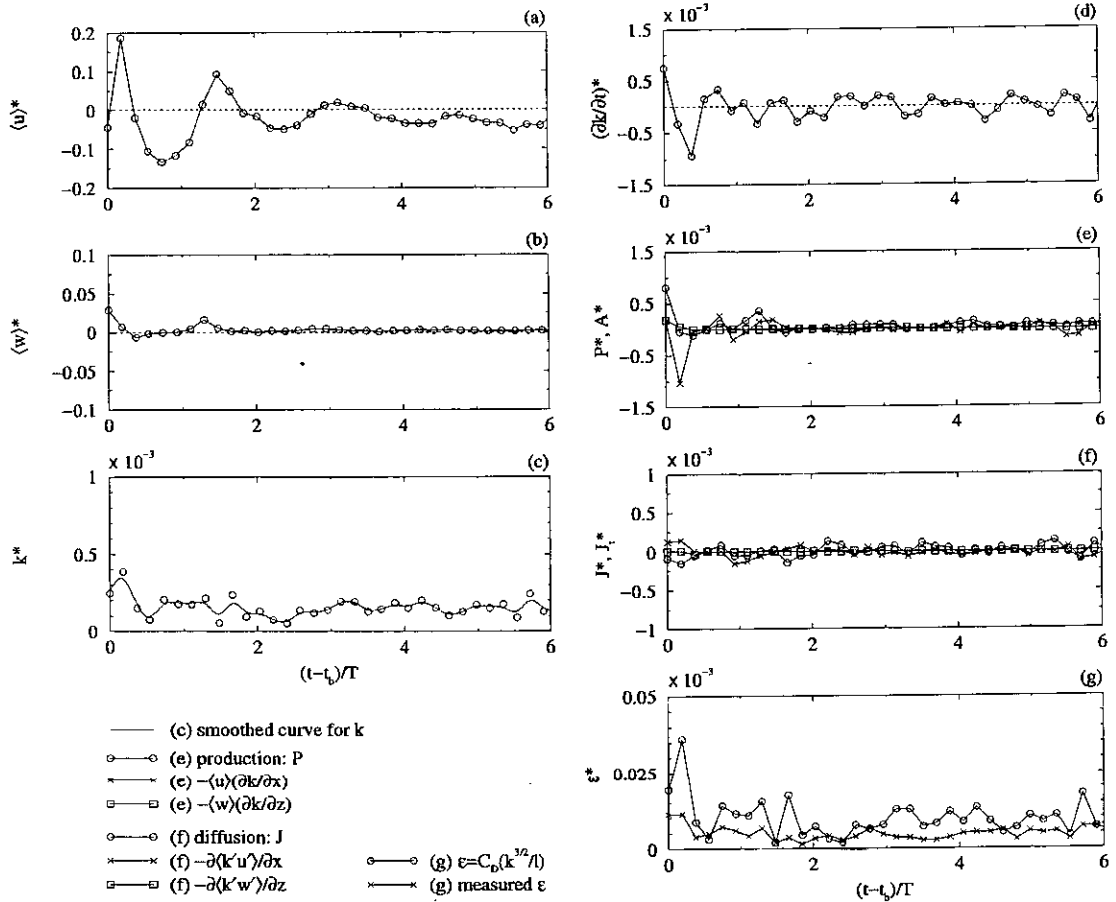 (a)
0.2
0.1
0
−0.1
−0.2
⟨u⟩*
0 2 4 6
(b)
0.1
0.05
0
−0.05
−0.1
⟨w⟩*
0 2 4 6
(c)
x 10⁻³
1
0.5
0
k*
0 2 4 6
(t−t_b)/T
(c) smoothed curve for k
(e) production: P
(e) −⟨u⟩(∂k/∂x)
(e) −⟨w⟩(∂k/∂z)
(f) diffusion: J
(f) −∂⟨k′u′⟩/∂x
(f) −∂⟨k′w′⟩/∂z
(g) ε=C_D(k^{3/2}/l)
(g) measured ε
(d)
x 10⁻³
1.5
0.5
−0.5
−1.5
(∂k/∂t)*
0 2 4 6
(e)
x 10⁻³
1.5
0.5
−0.5
−1.5
P*, A*
0 2 4 6
(f)
x 10⁻³
1
0.5
0
−0.5
−1
J*, J_t*
0 2 4 6
(g)
x 10⁻³
0.05
0.025
0
ε*
0 2 4 6
(t−t_b)/T